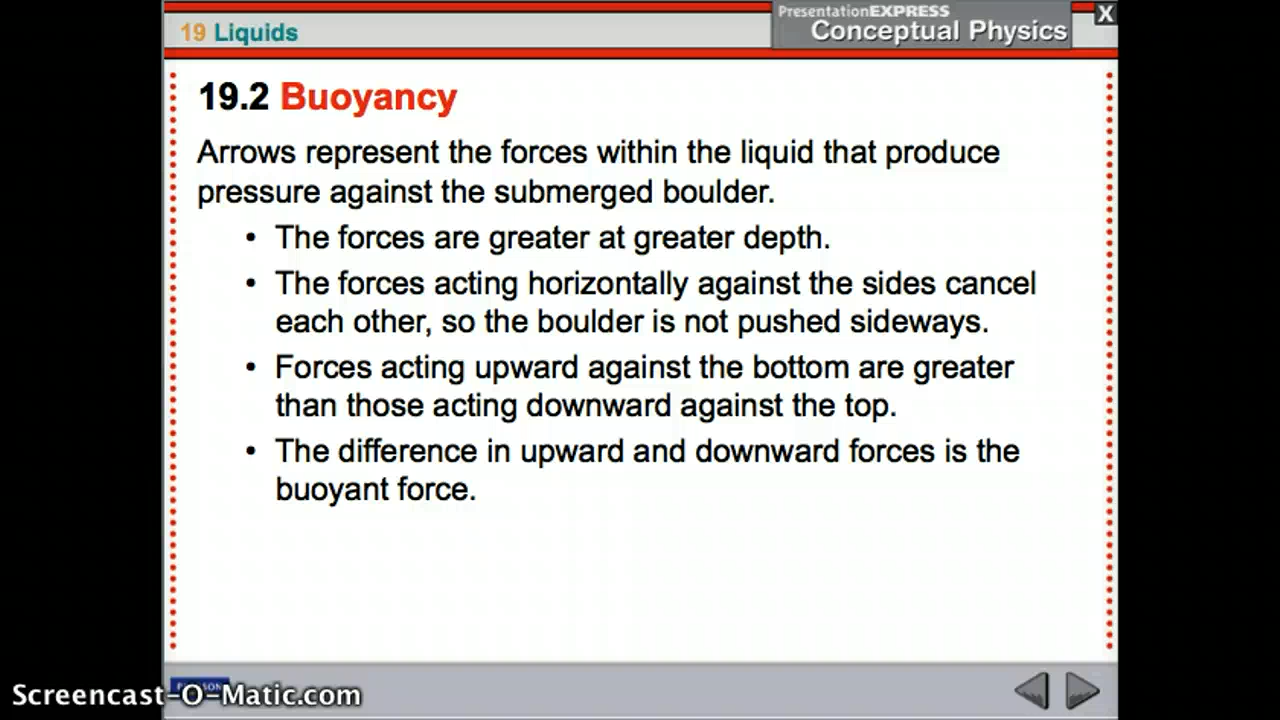 PresentationEXPRESS
X
19 Liquids
Conceptual Physics
19.2 Buoyancy
Arrows represent the forces within the liquid that produce
pressure against the submerged boulder.
• The forces are greater at greater depth.
• The forces acting horizontally against the sides cancel
each other, so the boulder is not pushed sideways.
• Forces acting upward against the bottom are greater
than those acting downward against the top.
• The difference in upward and downward forces is the
buoyant force.
Screencast-O-Matic.com